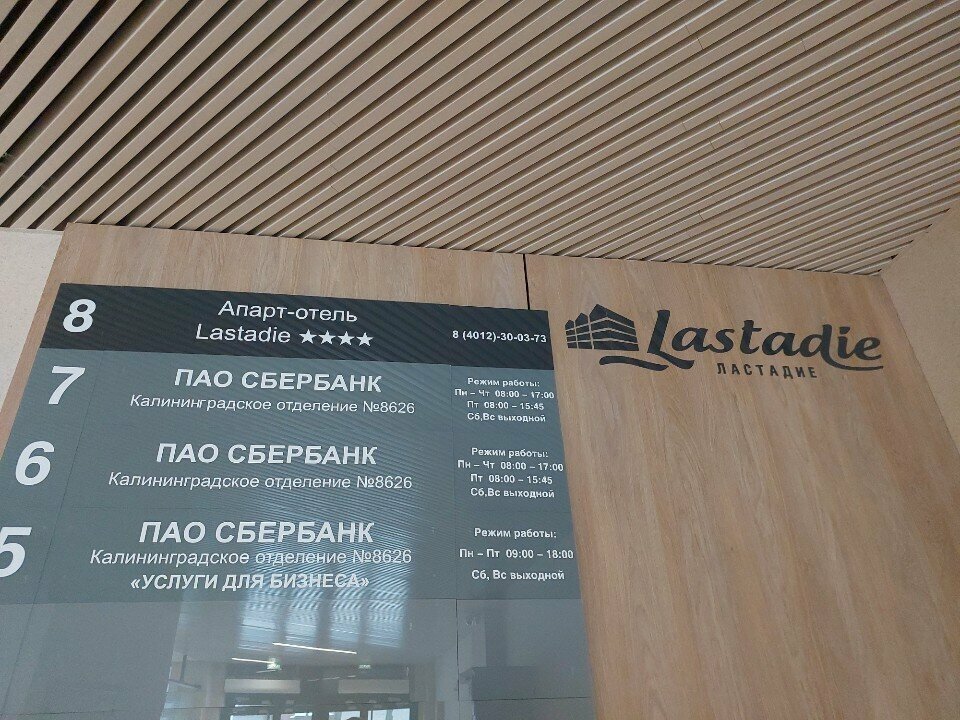 8
Апарт-отель
Lastadie ★★★★
8 (4012)-30-03-73
7
ПАО СБЕРБАНК
Калининградское отделение №8626
Режим работы:
Пн – Чт 08:00 – 17:00
Пт 08:00 – 15:45
Сб,Вс выходной
6
ПАО СБЕРБАНК
Калининградское отделение №8626
Режим работы:
Пн – Чт 08:00 – 17:00
Пт 08:00 – 15:45
Сб,Вс выходной
5
ПАО СБЕРБАНК
Калининградское отделение №8626
«УСЛУГИ ДЛЯ БИЗНЕСА»
Режим работы:
Пн – Пт 09:00 – 18:00
Сб, Вс выходной
Lastadie
ЛАСТАДИЕ